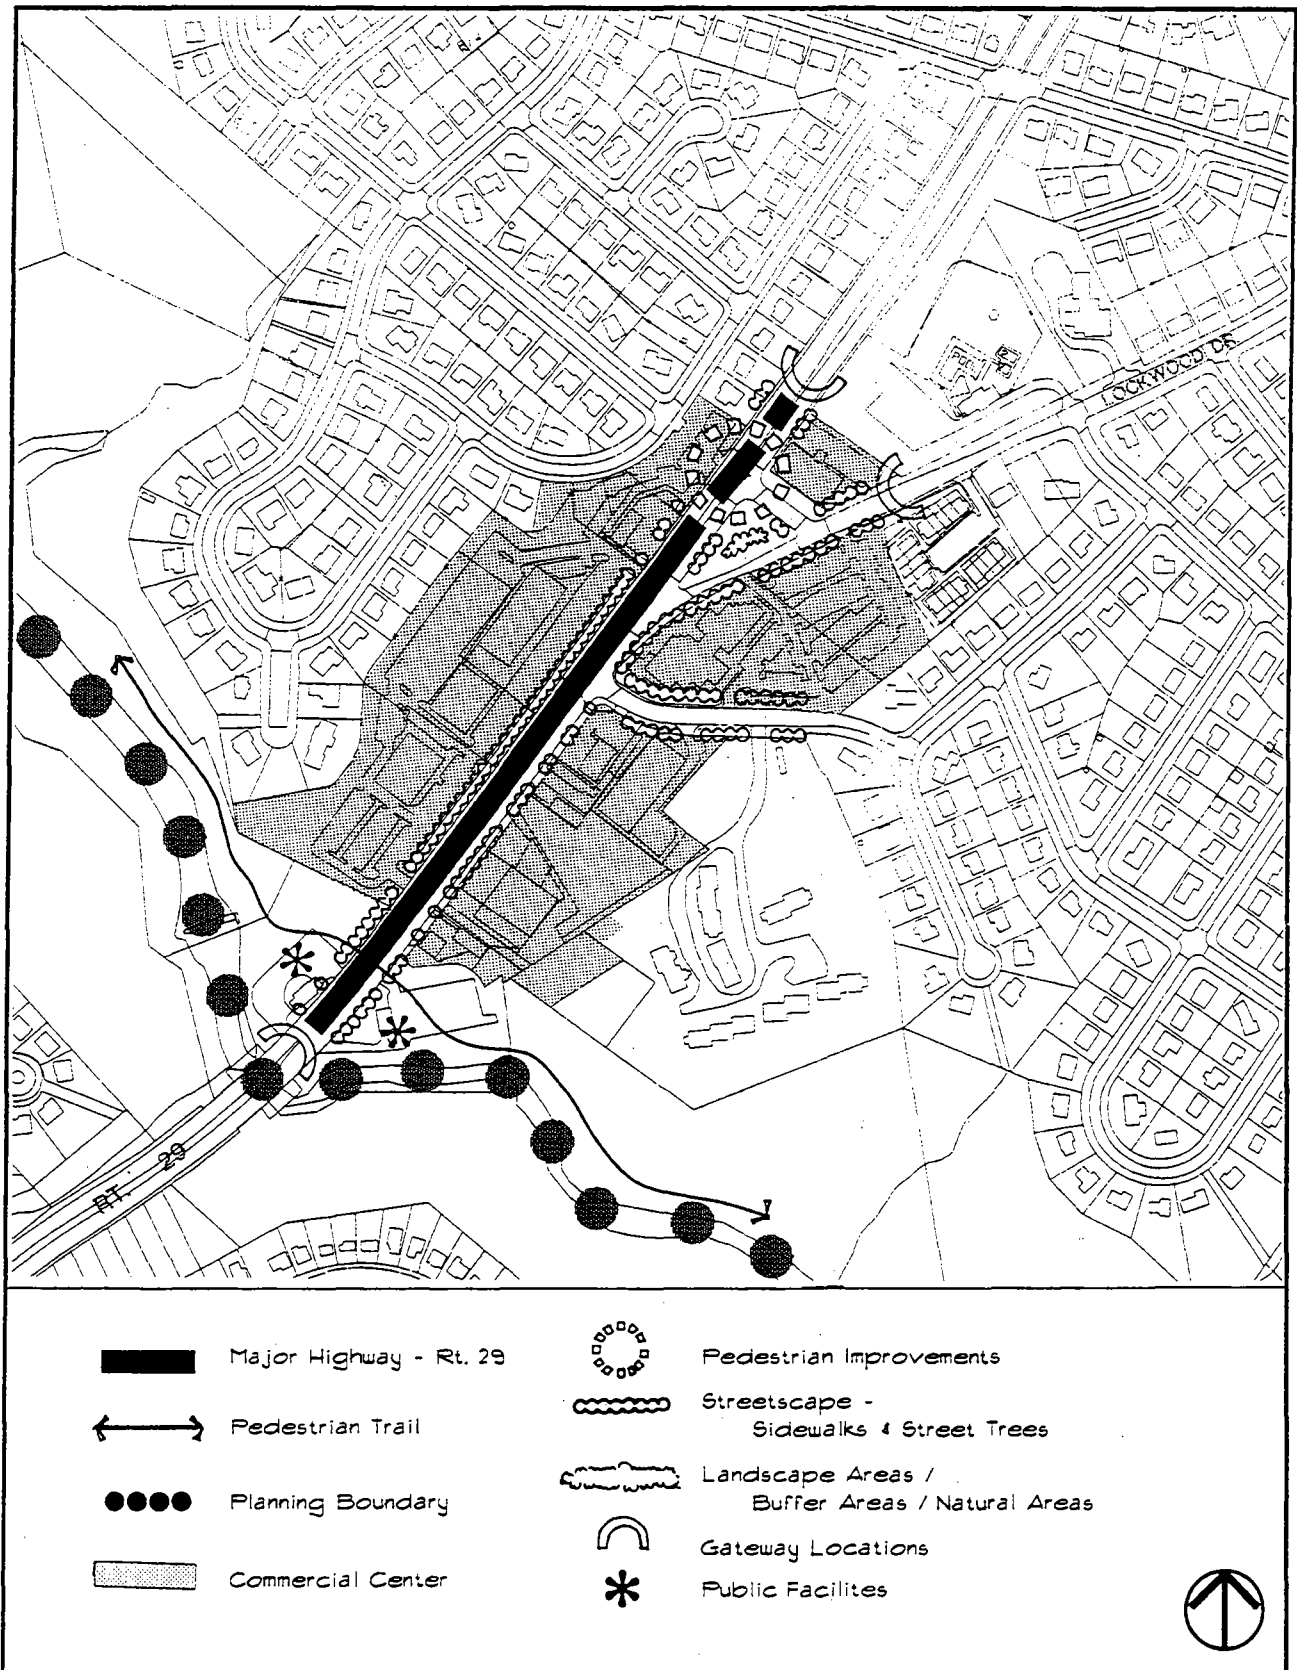 LOCKWOOD DR
RT. 29
Major Highway - Rt. 29
Pedestrian Trail
Planning Boundary
Commercial Center
Pedestrian Improvements
Streetscape -
Sidewalks & Street Trees
Landscape Areas /
Buffer Areas / Natural Areas
Gateway Locations
Public Facilites